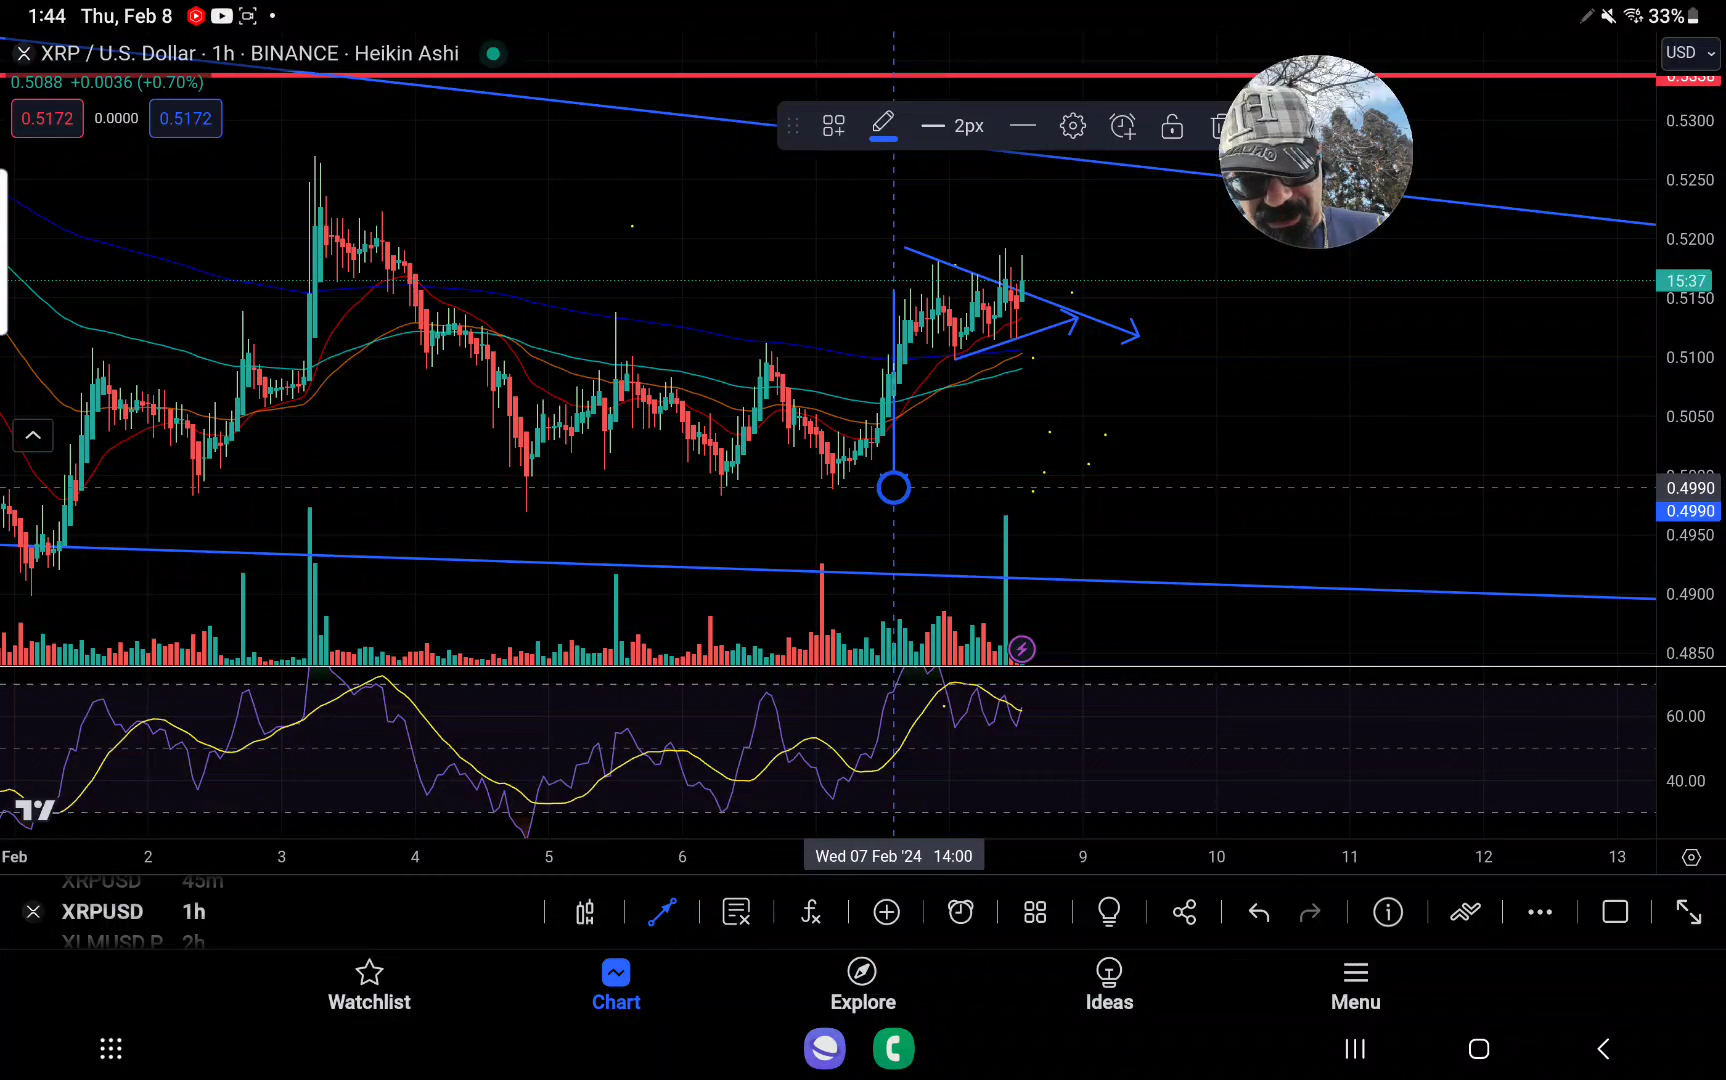 1:44 Thu, Feb 8
33%
XRP / U.S. Dollar · 1h · BINANCE · Heikin Ashi
USD
0.5088 +0.0036 (+0.70%)
0.5336
0.5172 0.0000 0.5172
2px
0.5300
0.5250
0.5200
15:37
0.5150
0.5100
0.5050
0.5000
0.4990
0.4990
0.4950
0.4900
0.4850
60.00
40.00
Feb 2 3 4 5 6 Wed 07 Feb '24 14:00 9 10 11 12 13
XRPUSD 45m
XRPUSD 1h
XLMUSD.P 2h
Watchlist Chart Explore Ideas Menu